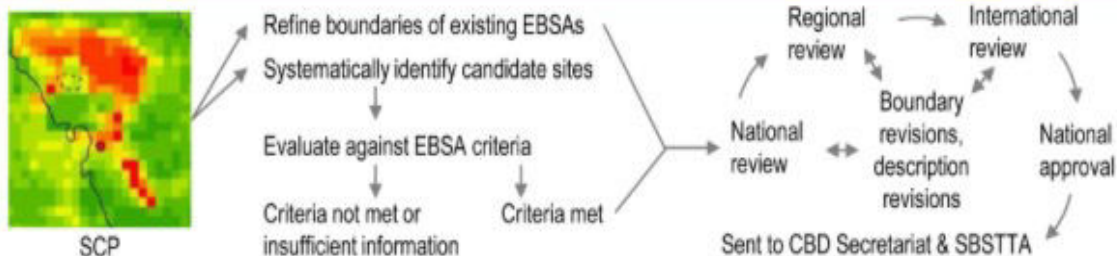 SCP
Refine boundaries of existing EBSAs
Systematically identify candidate sites
Evaluate against EBSA criteria
Criteria not met or
insufficient information
Criteria met
National
review
Regional
review
International
review
Boundary
revisions,
description
revisions
National
approval
Sent to CBD Secretariat & SBSTTA